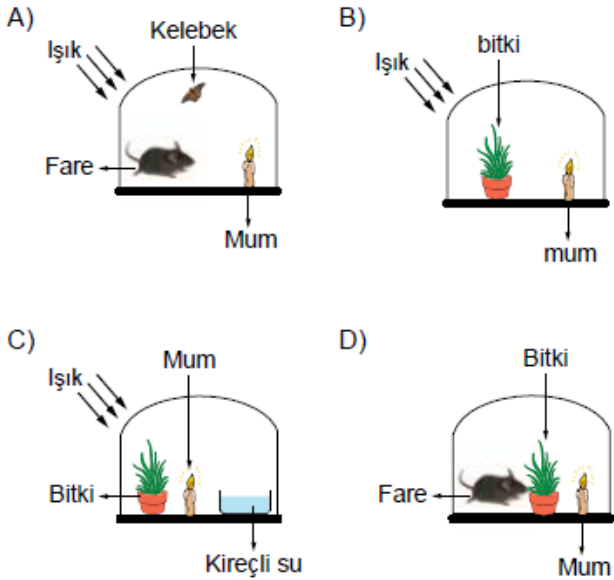 A)
Kelebek
Işık
Fare
Mum
B)
bitki
Işık
mum
C)
Mum
Işık
Bitki
Kireçli su
D)
Bitki
Fare
Mum